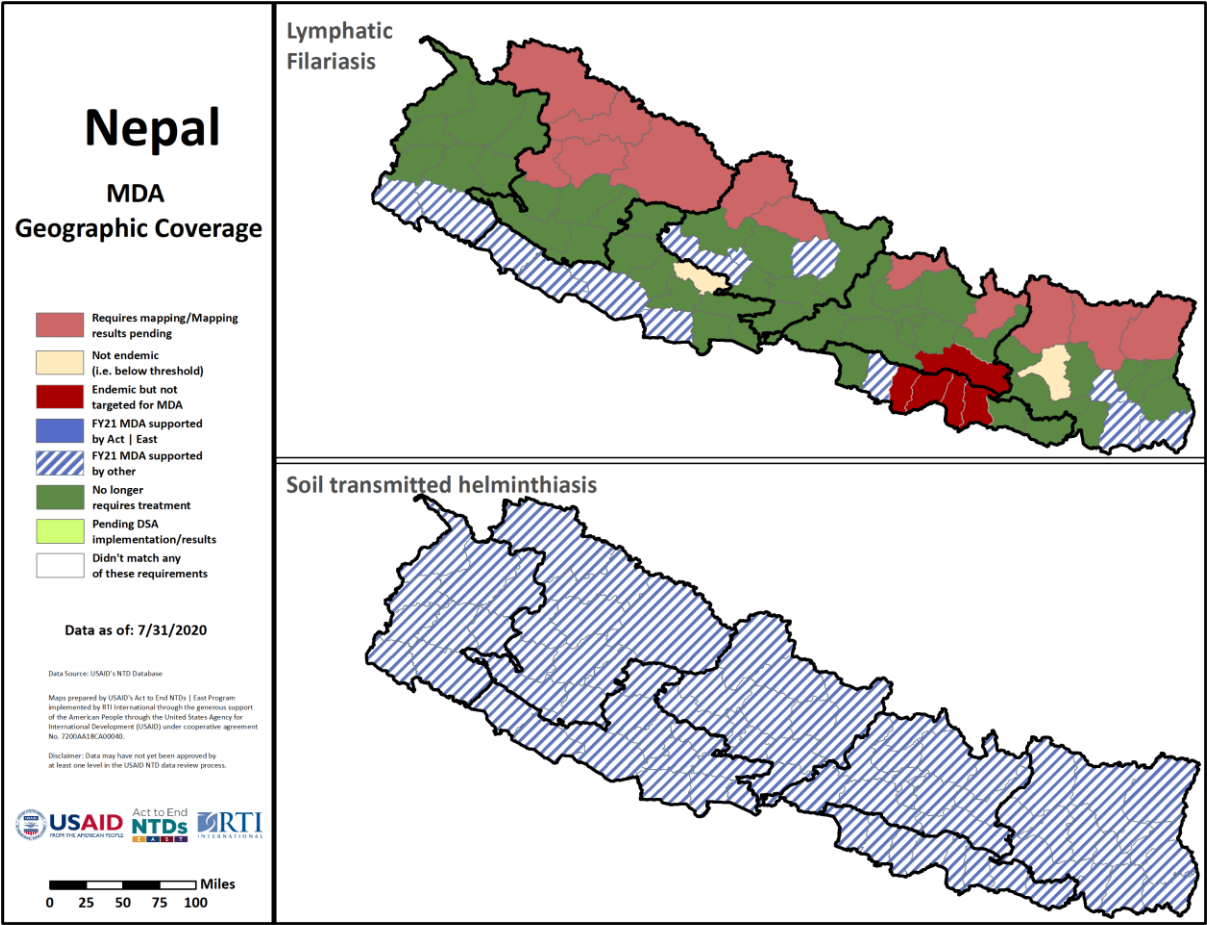 Nepal
MDA
Geographic Coverage
Requires mapping/Mapping
results pending
Not endemic
(i.e. below threshold)
Endemic but not
targeted for MDA
FY21 MDA supported
by Act | East
FY21 MDA supported
by other
No longer
requires treatment
Pending DSA
implementation/results
Didn't match any
of these requirements
Data as of: 7/31/2020
Data Source: USAID's NTD Database
Maps prepared by USAID's Act to End NTDs | East Program
implemented by RTI International through the generous support
of the American People through the United States Agency for
International Development (USAID) under cooperative agreement
No. 7200AA18CA00040.
Disclaimer: Data may have not yet been approved by
at least one level in the USAID NTD data review process.
USAID
FROM THE AMERICAN PEOPLE
Act to End
NTDs
EAST
RTI
INTERNATIONAL
Miles
0 25 50 75 100
Lymphatic
Filariasis
Soil transmitted helminthiasis